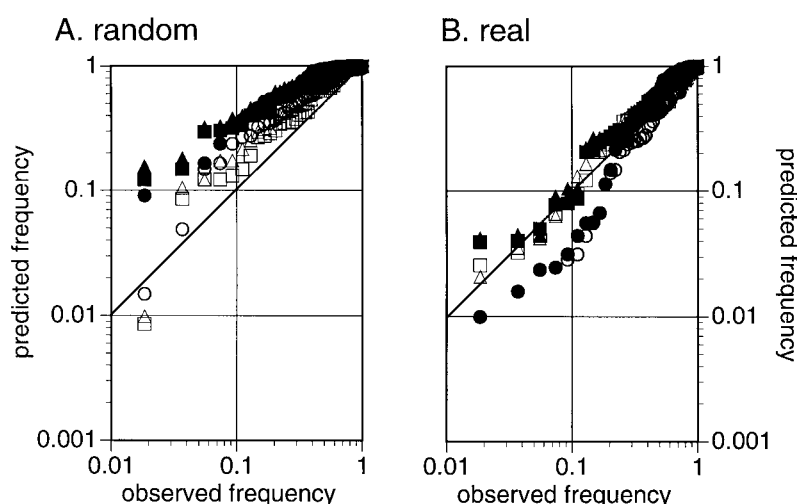 A. random
B. real
1
0.1
0.01
0.001
predicted frequency
0.01
0.1
1
observed frequency
1
0.1
0.01
0.001
predicted frequency
0.01
0.1
1
observed frequency